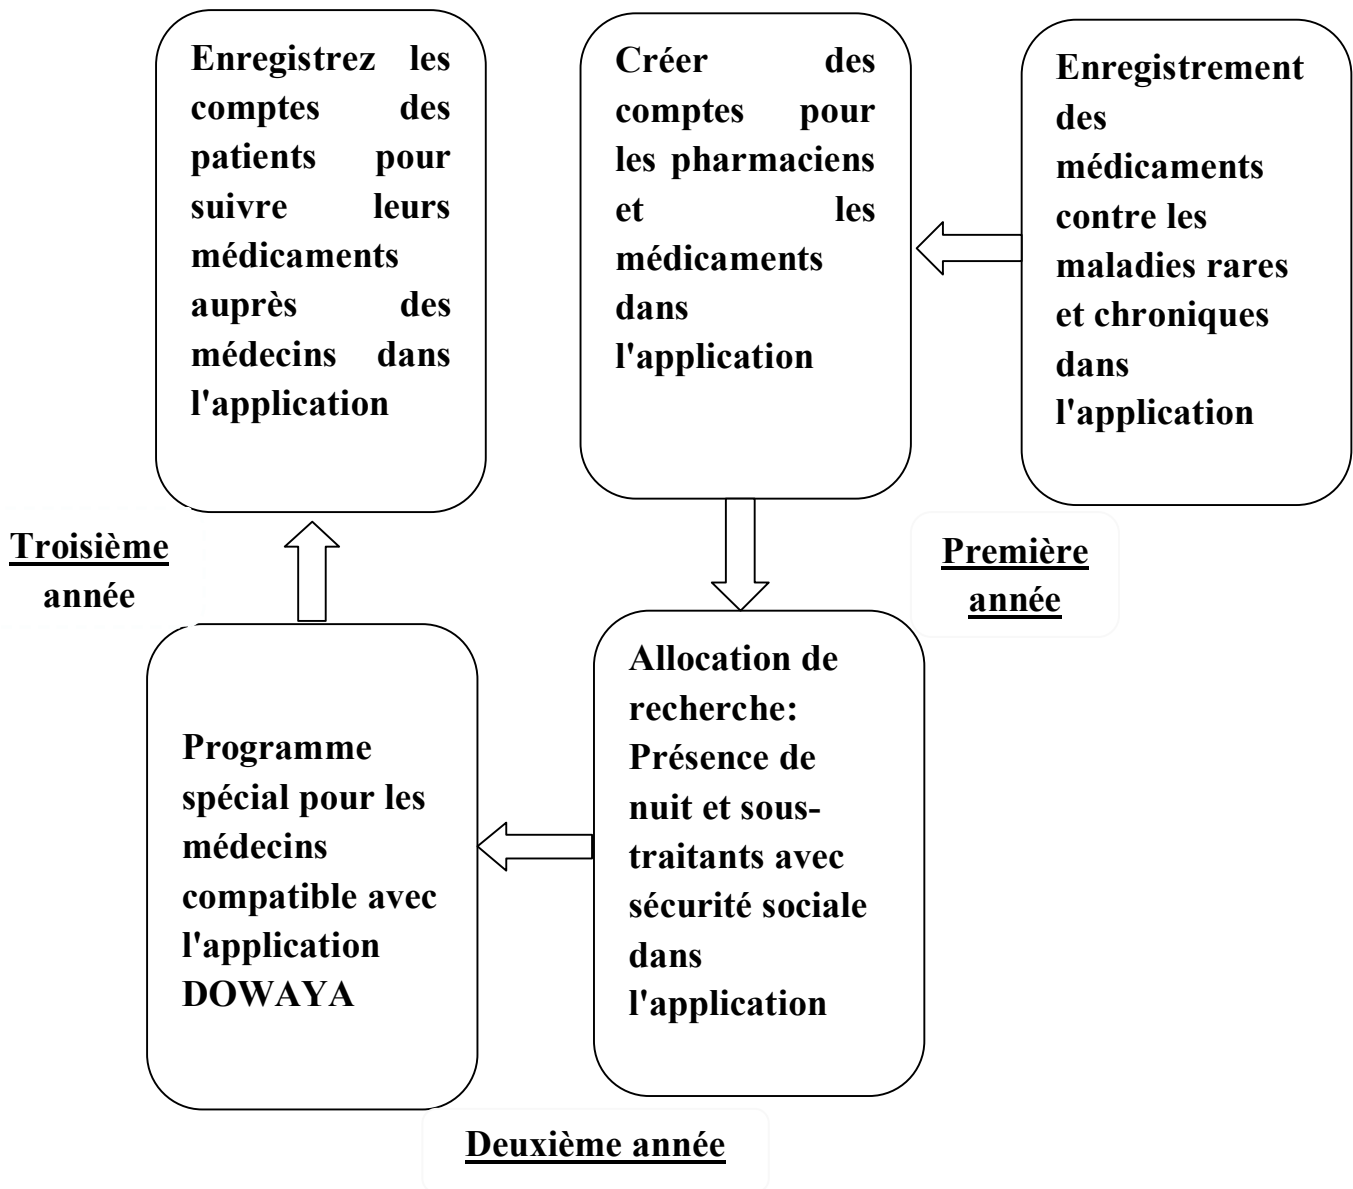 Enregistrez les
comptes des
patients pour
suivre leurs
médicaments
auprès des
médecins dans
l'application
Créer des
comptes pour
les pharmaciens
et les
médicaments
dans
l'application
Enregistrement
des
médicaments
contre les
maladies rares
et chroniques
dans
l'application
Troisième
année
Première
année
Programme
spécial pour les
médecins
compatible avec
l'application
DOWAYA
Allocation de
recherche:
Présence de
nuit et sous-
traitants avec
sécurité sociale
dans
l'application
Deuxième année